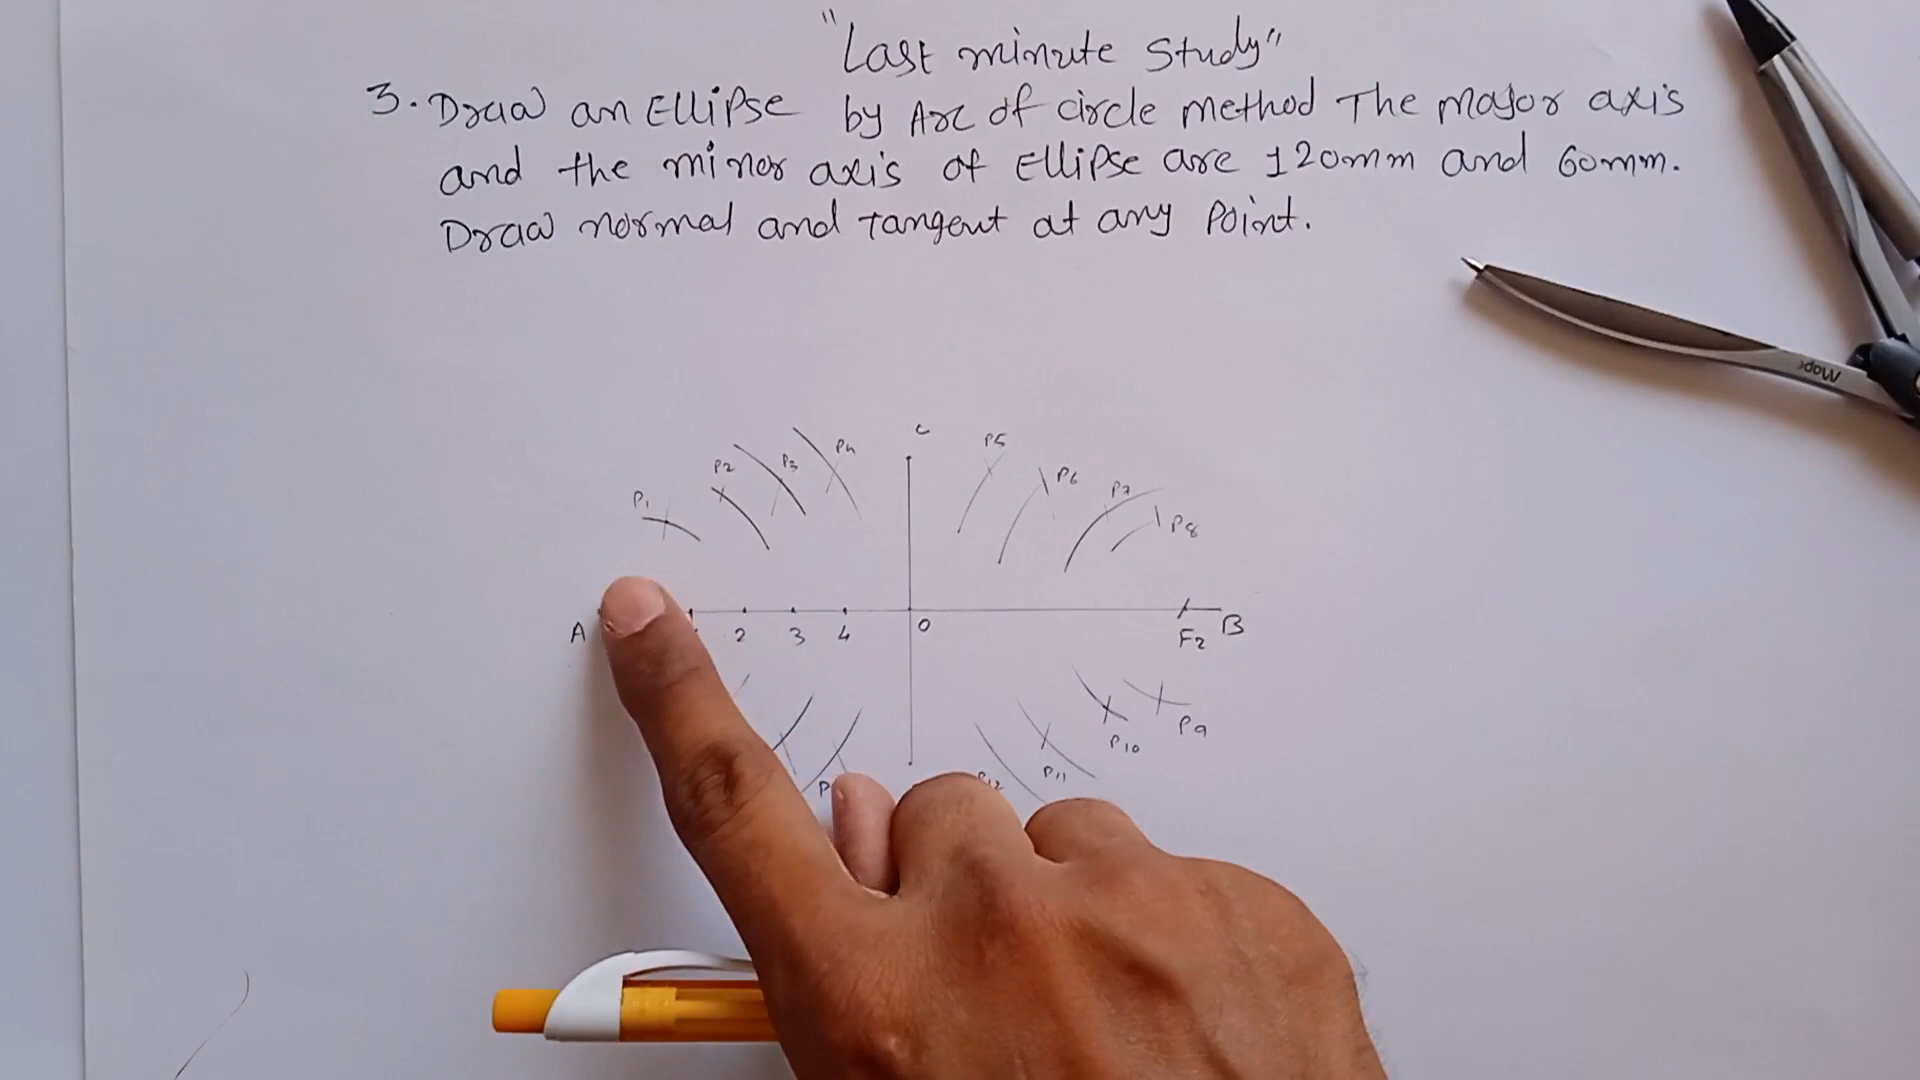 "Last minute Study"
3. Draw an Ellipse by Arc of circle method The major axis
and the minor axis of Ellipse are 120mm and 60mm.
Draw normal and Tangent at any Point.
C
P1 P2 P3 P4 P5 P6 P7 P8
A 2 3 4 O F2 B
P9
P10
P P12 P11
Maped